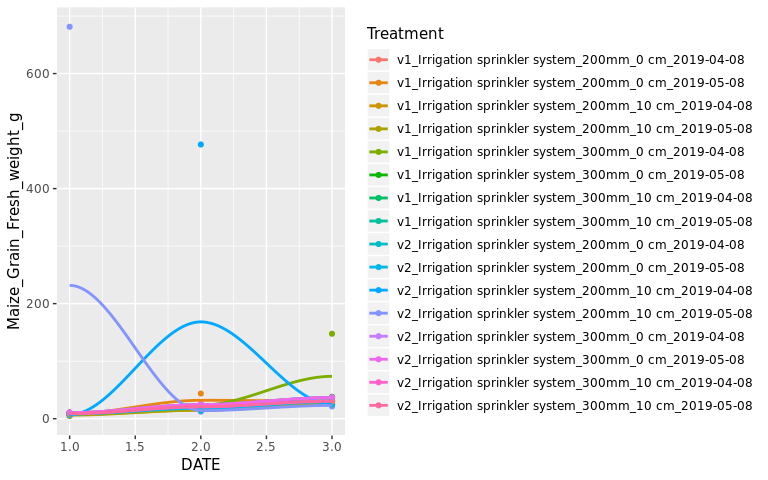 Maize_Grain_Fresh_weight_g
600
400
200
0
1.0 1.5 2.0 2.5 3.0
DATE
Treatment
v1_Irrigation sprinkler system_200mm_0 cm_2019-04-08
v1_Irrigation sprinkler system_200mm_0 cm_2019-05-08
v1_Irrigation sprinkler system_200mm_10 cm_2019-04-08
v1_Irrigation sprinkler system_200mm_10 cm_2019-05-08
v1_Irrigation sprinkler system_300mm_0 cm_2019-04-08
v1_Irrigation sprinkler system_300mm_0 cm_2019-05-08
v1_Irrigation sprinkler system_300mm_10 cm_2019-04-08
v1_Irrigation sprinkler system_300mm_10 cm_2019-05-08
v2_Irrigation sprinkler system_200mm_0 cm_2019-04-08
v2_Irrigation sprinkler system_200mm_0 cm_2019-05-08
v2_Irrigation sprinkler system_200mm_10 cm_2019-04-08
v2_Irrigation sprinkler system_200mm_10 cm_2019-05-08
v2_Irrigation sprinkler system_300mm_0 cm_2019-04-08
v2_Irrigation sprinkler system_300mm_0 cm_2019-05-08
v2_Irrigation sprinkler system_300mm_10 cm_2019-04-08
v2_Irrigation sprinkler system_300mm_10 cm_2019-05-08